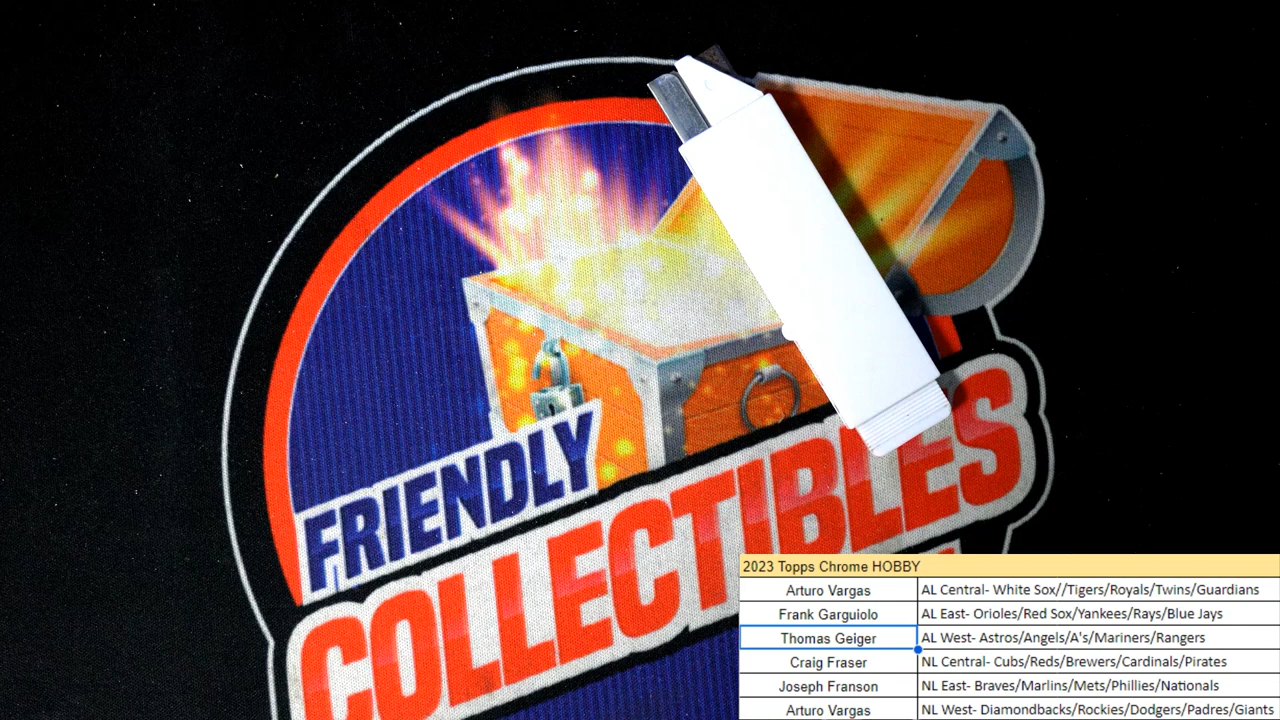 FRIENDLY
COLLECTIBLES
2023 Topps Chrome HOBBY
Arturo Vargas AL Central- White Sox//Tigers/Royals/Twins/Guardians
Frank Garguiolo AL East- Orioles/Red Sox/Yankees/Rays/Blue Jays
Thomas Geiger AL West- Astros/Angels/A's/Mariners/Rangers
Craig Fraser NL Central- Cubs/Reds/Brewers/Cardinals/Pirates
Joseph Franson NL East- Braves/Marlins/Mets/Phillies/Nationals
Arturo Vargas NL West- Diamondbacks/Rockies/Dodgers/Padres/Giants